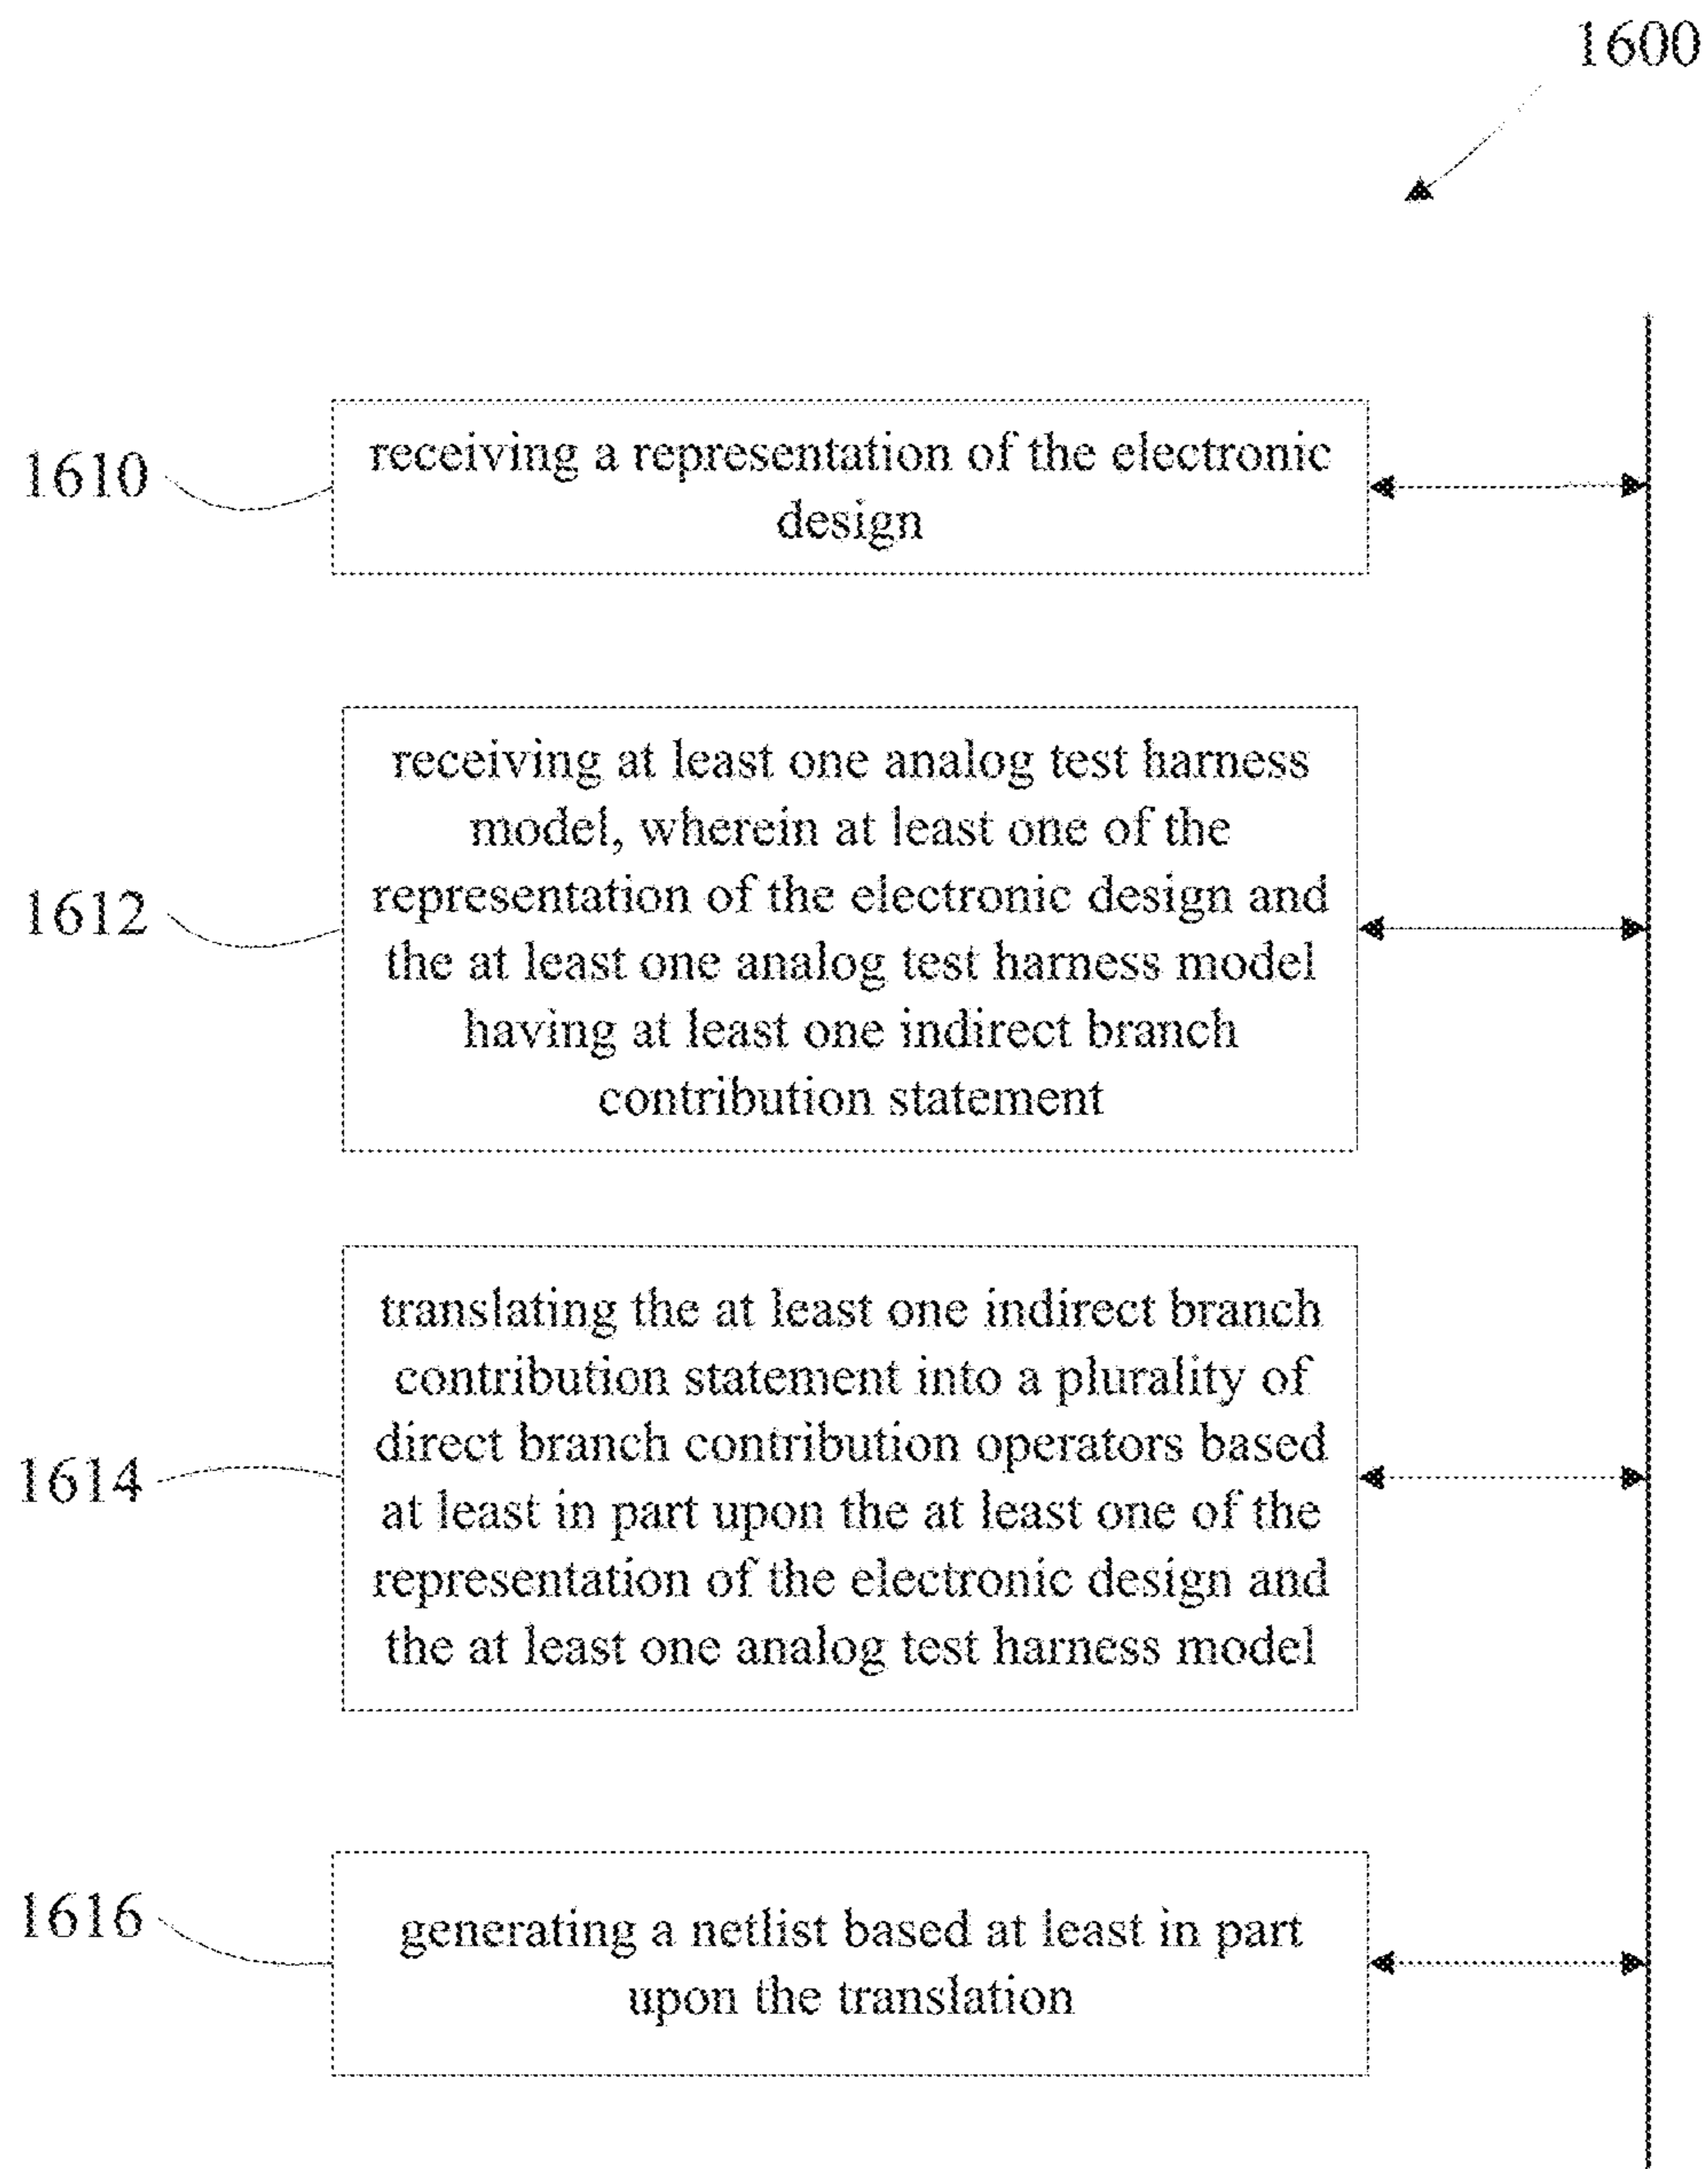 1600
1610
receiving a representation of the electronic
design
1612
receiving at least one analog test harness
model, wherein at least one of the
representation of the electronic design and
the at least one analog test harness model
having at least one indirect branch
contribution statement
1614
translating the at least one indirect branch
contribution statement into a plurality of
direct branch contribution operators based
at least in part upon the at least one of the
representation of the electronic design and
the at least one analog test harness model
1616
generating a netlist based at least in part
upon the translation